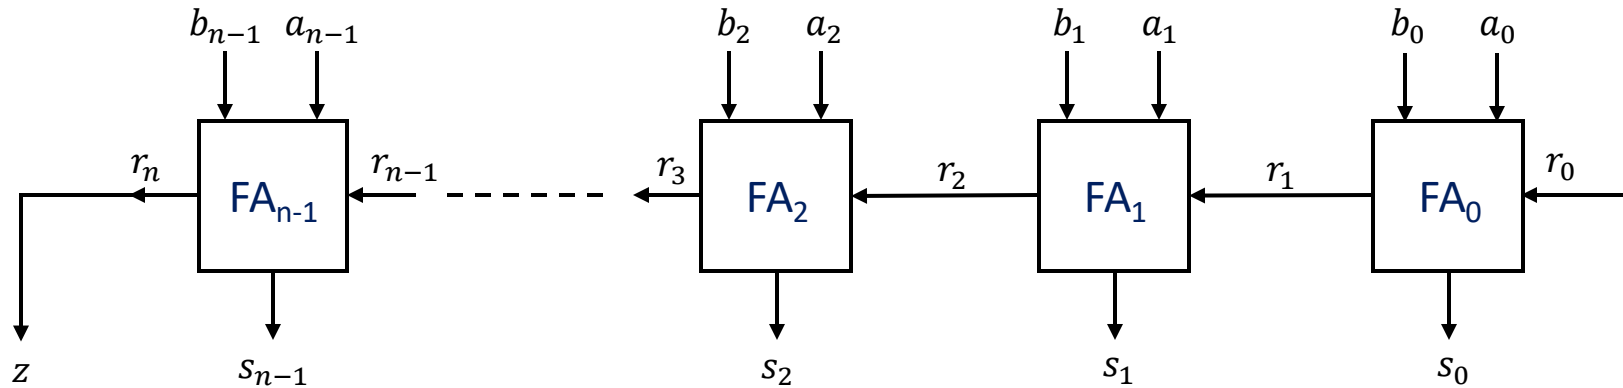 b_{n−1} a_{n−1} b_2 a_2 b_1 a_1 b_0 a_0
r_n r_{n−1} r_3 r_2 r_1 r_0
FA_{n-1} FA_2 FA_1 FA_0
z s_{n−1} s_2 s_1 s_0